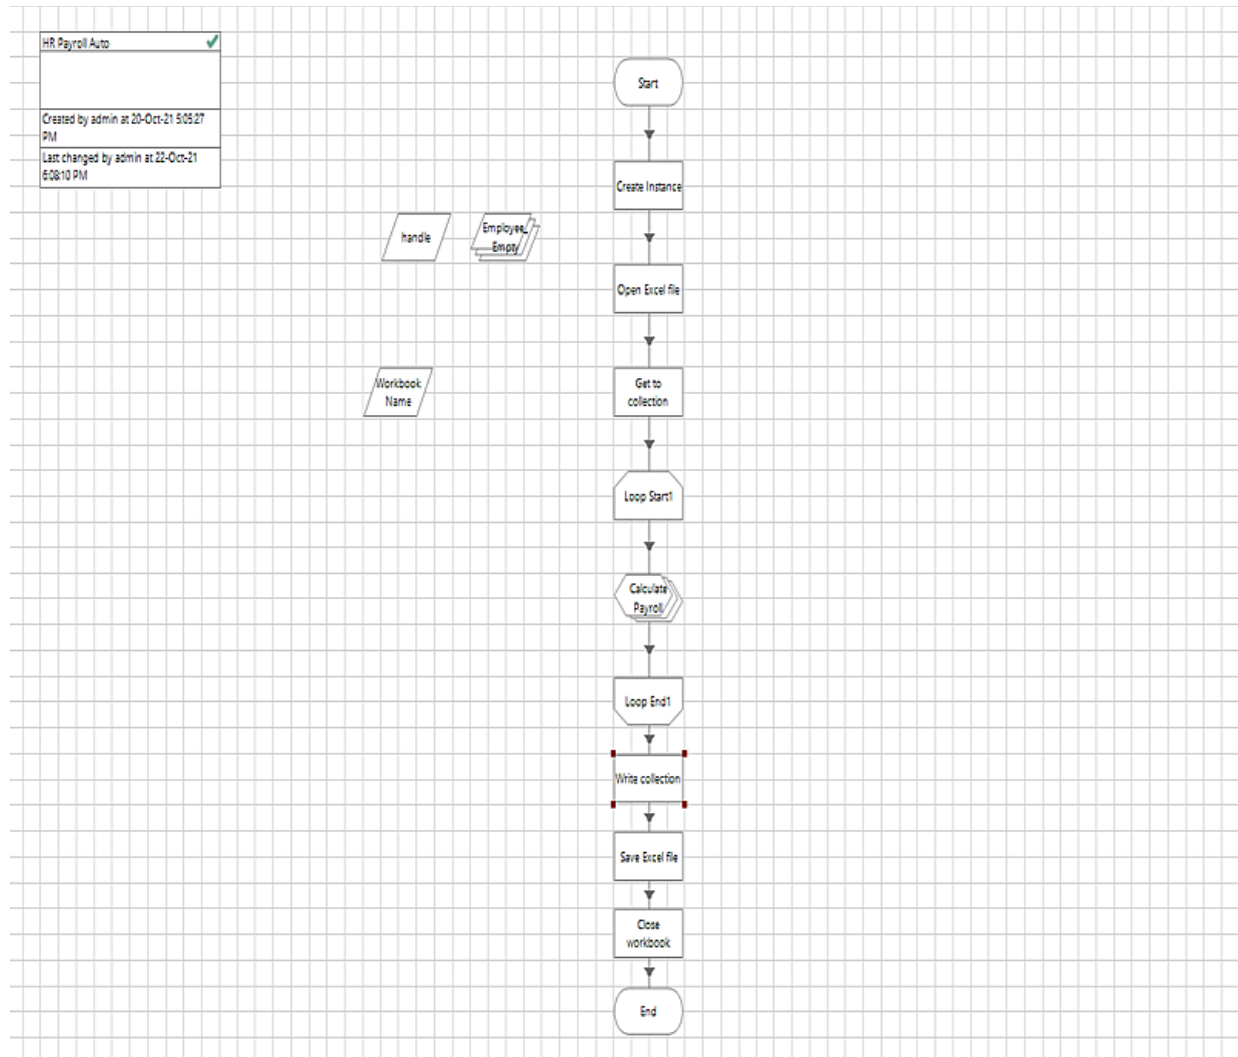 HR Payroll Auto
Created by admin at 20-Oct-21 5:05:27
PM
Last changed by admin at 22-Oct-21
6:08:10 PM
Start
Create Instance
handle
Employee_
Empty
Open Excel file
Workbook
Name
Get to
collection
Loop Start1
Calculate
Payroll
Loop End1
Write collection
Save Excel file
Close
workbook
End